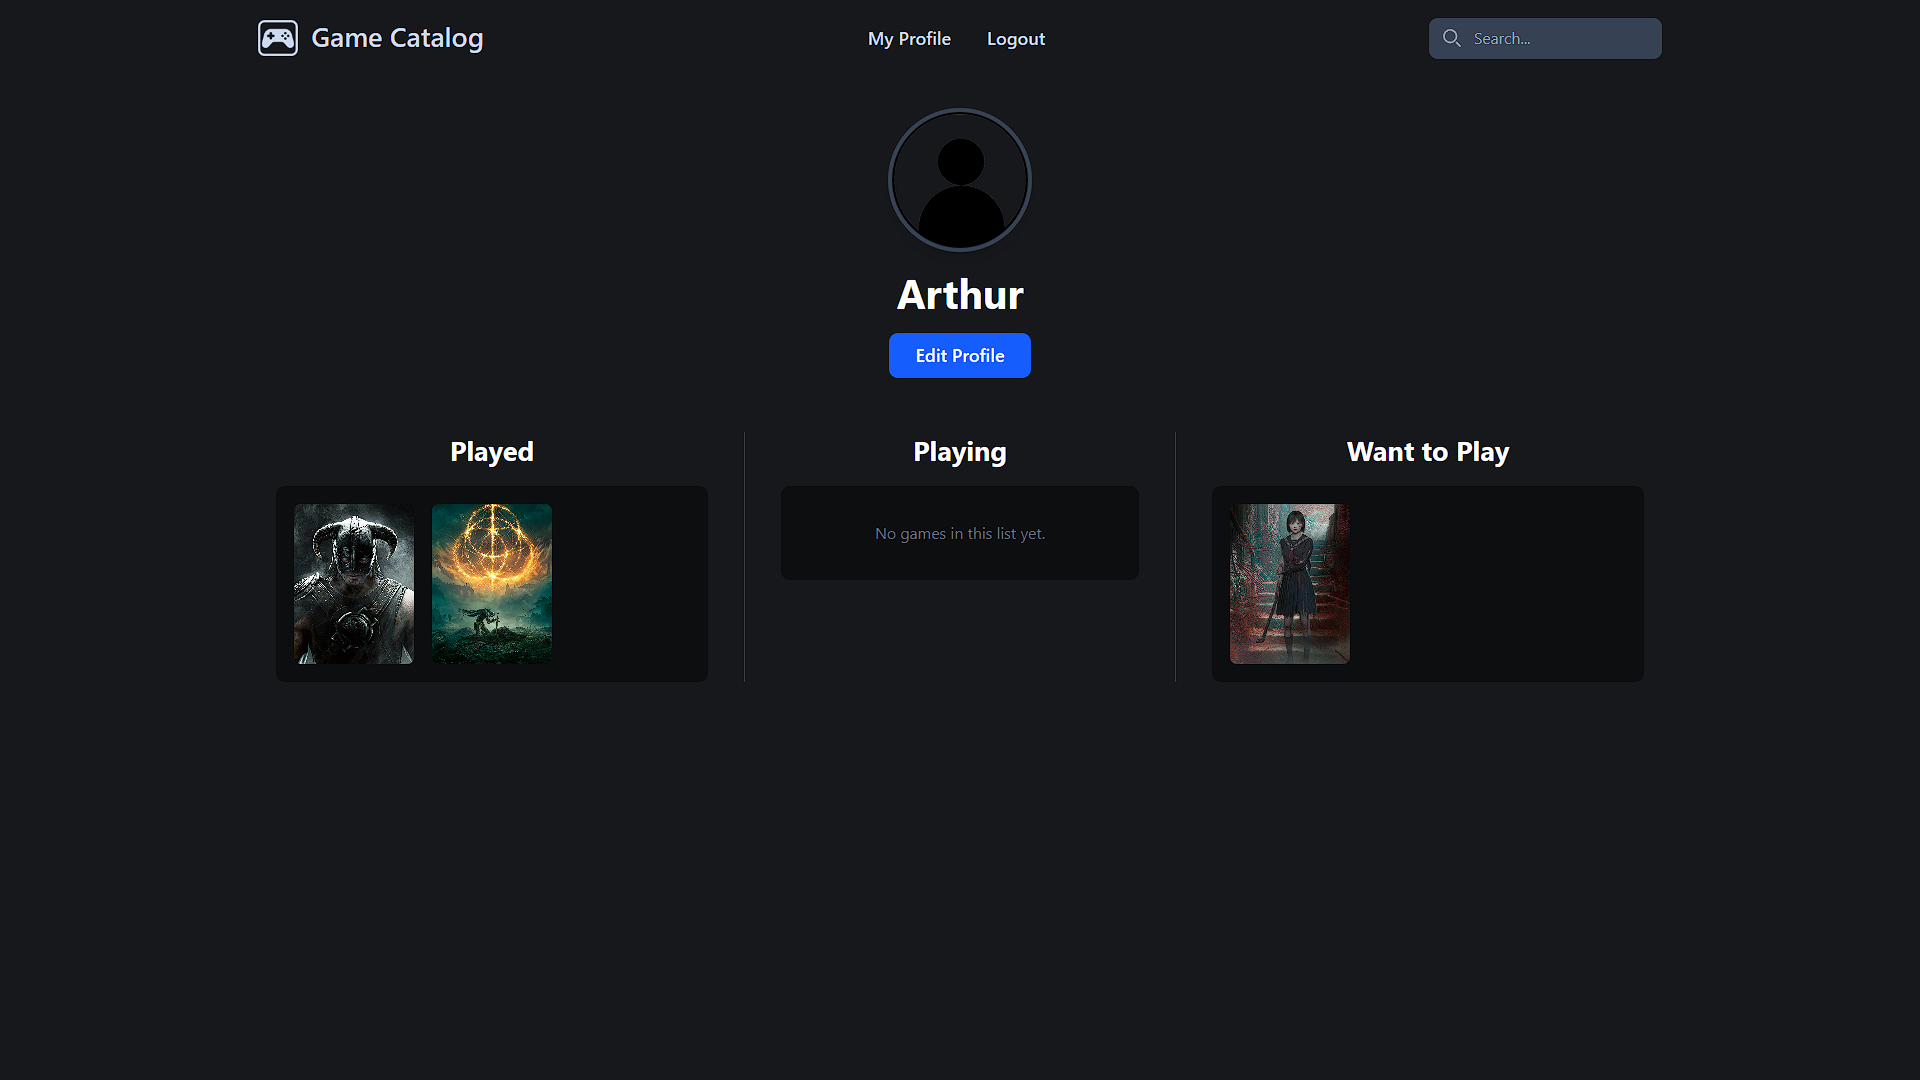 Game Catalog
My Profile
Logout
Search...
Arthur
Edit Profile
Played
Playing
Want to Play
No games in this list yet.